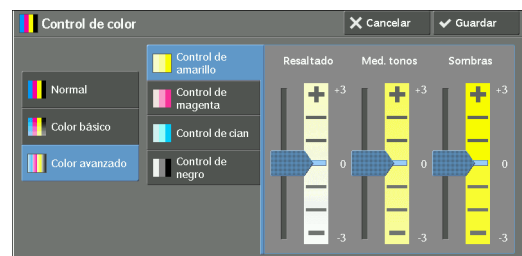 Control de color
Cancelar
Guardar
Normal
Color básico
Color avanzado
Control de
amarillo
Control de
magenta
Control de cian
Control de
negro
Resaltado
Med. tonos
Sombras
+3
+3
+3
0
0
0
-3
-3
-3